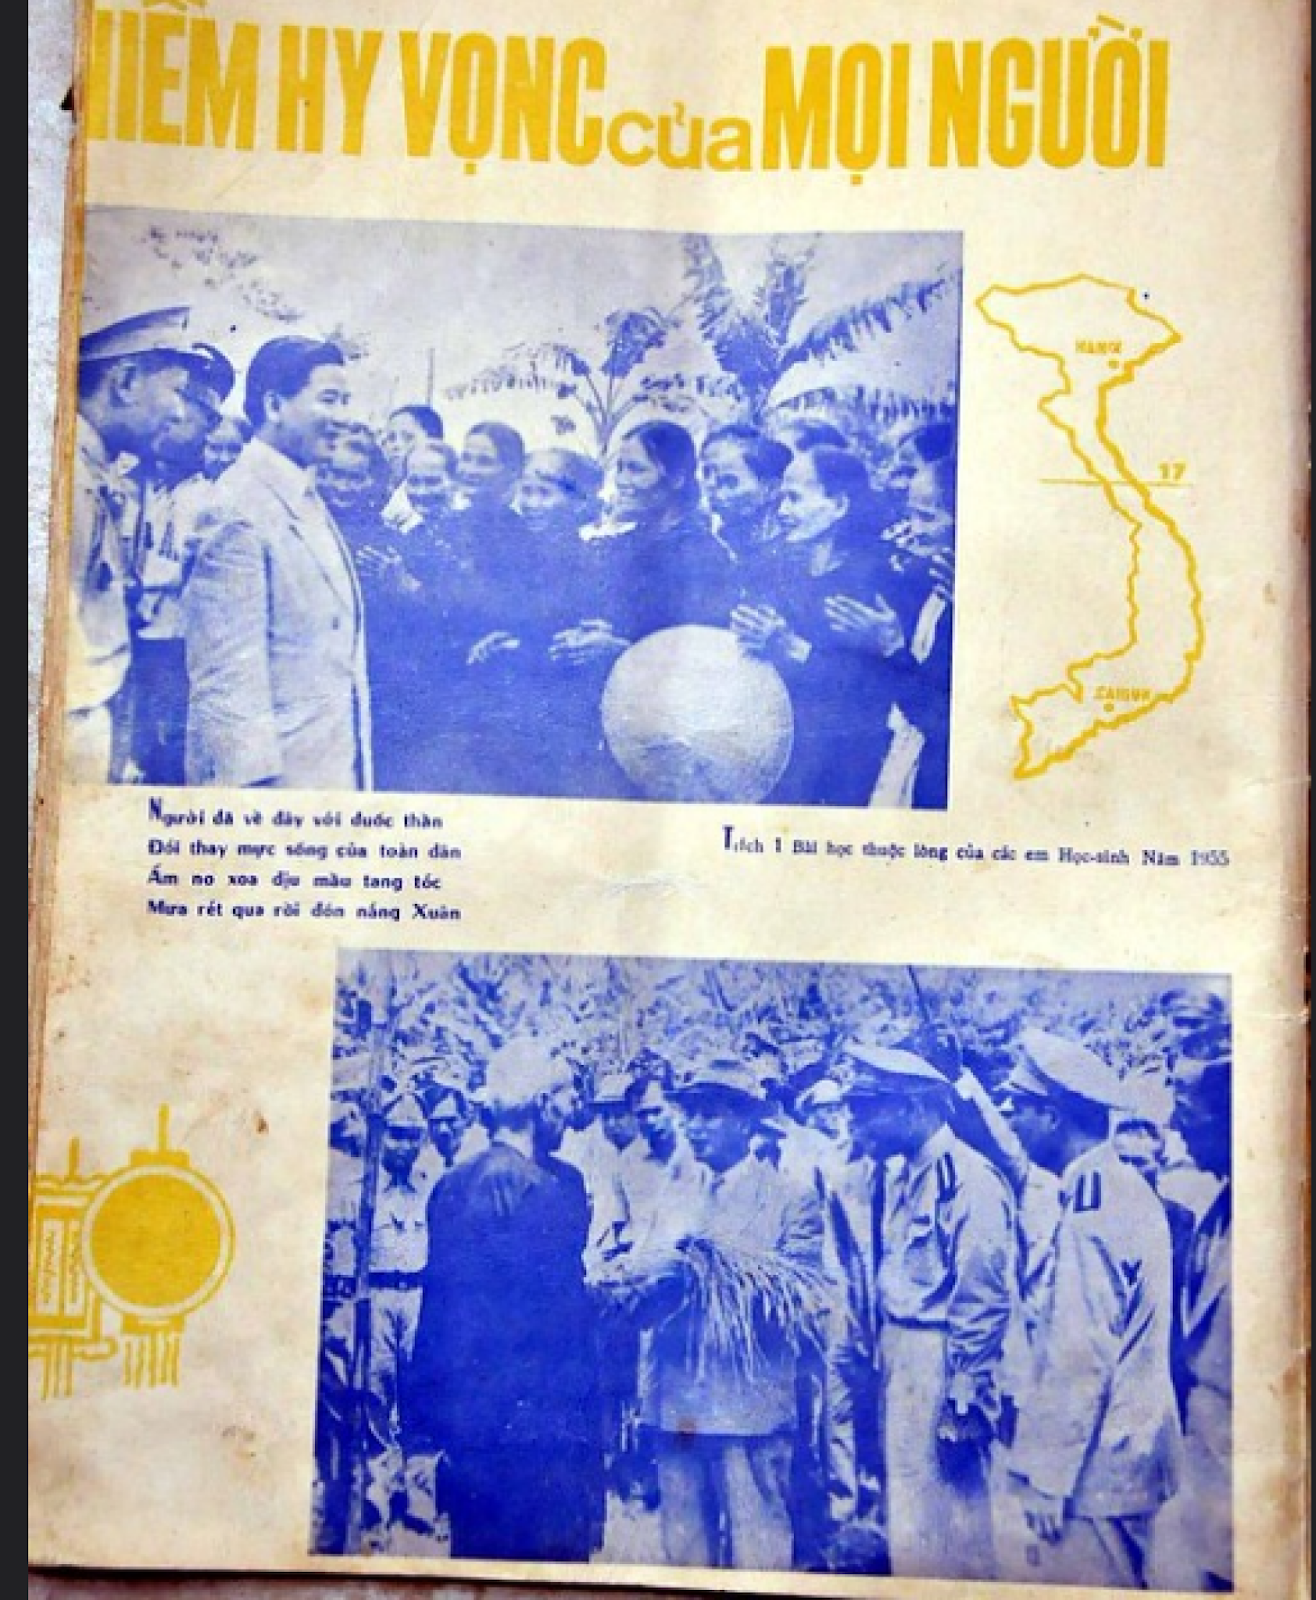 NIỀM HY VỌNG của MỌI NGƯỜI
HANOI
17
SAIGON
Người đã về đây với đuốc thần
Đổi thay mực sống của toàn dân
Ấm no xoa dịu mầu tang tóc
Mưa rét qua rồi đón nắng Xuân
Trích 1 Bài học thuộc lòng của các em Học-sinh Năm 1955